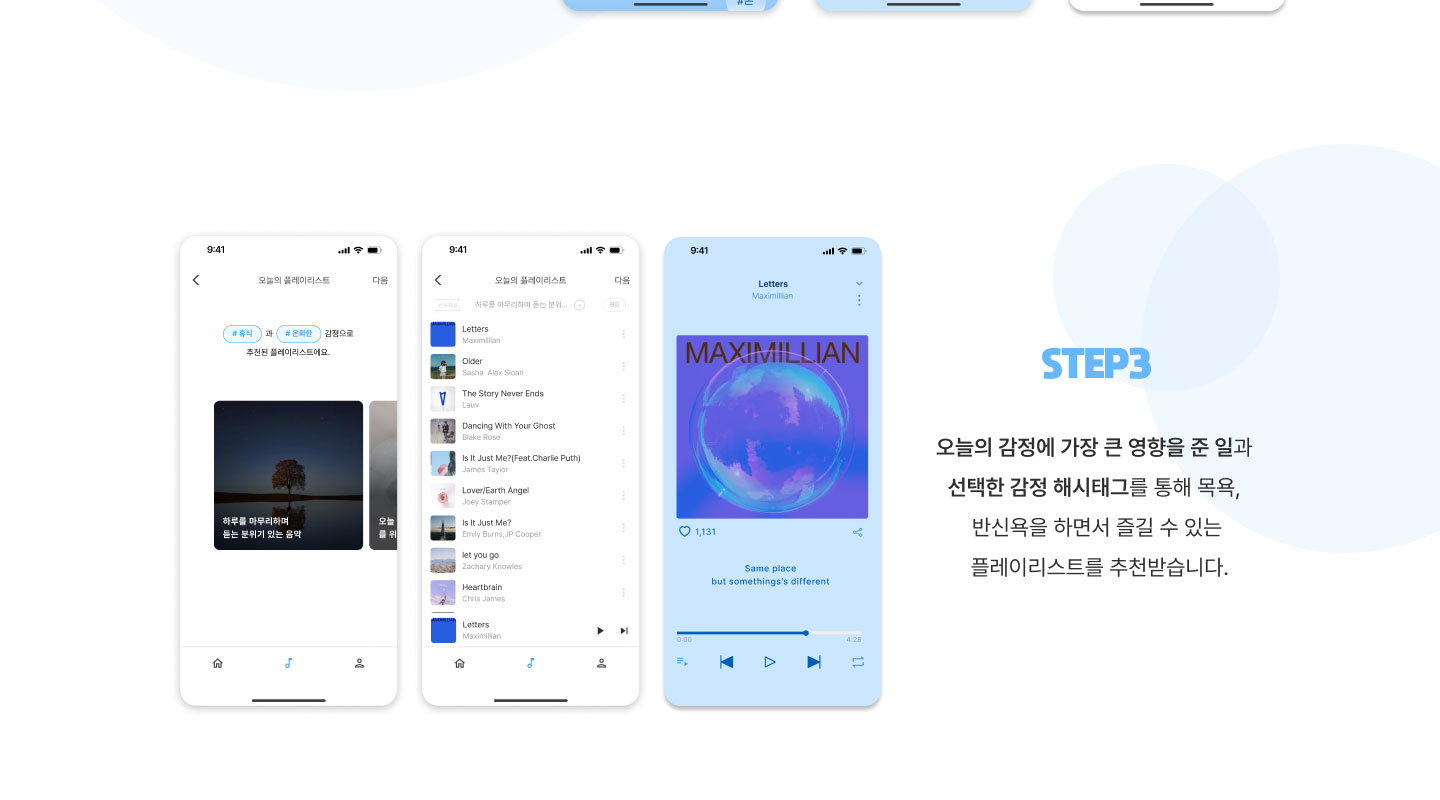 #온
9:41
오늘의 플레이리스트
다음
# 휴식 과 # 온화한 감정으로
추천된 플레이리스트에요.
하루를 마무리하며
듣는 분위기 있는 음악
오늘
를 위
9:41
오늘의 플레이리스트
다음
하루를 마무리하며 듣는 분위...
편집
Letters
Maximillian
Older
Sasha Alex Sloan
The Story Never Ends
Lauv
Dancing With Your Ghost
Blake Rose
Is It Just Me?(Feat.Charlie Puth)
James Taylor
Lover/Earth Angel
Joey Stamper
Is It Just Me?
Emily Burns,JP Cooper
let you go
Zachary Knowles
Heartbrain
Chris James
Letters
Maximillian
9:41
Letters
Maximillian
MAXIMILLIAN
1,131
Same place
but somethings's different
0:00
4:26
STEP3
오늘의 감정에 가장 큰 영향을 준 일과
선택한 감정 해시태그를 통해 목욕,
반신욕을 하면서 즐길 수 있는
플레이리스트를 추천받습니다.